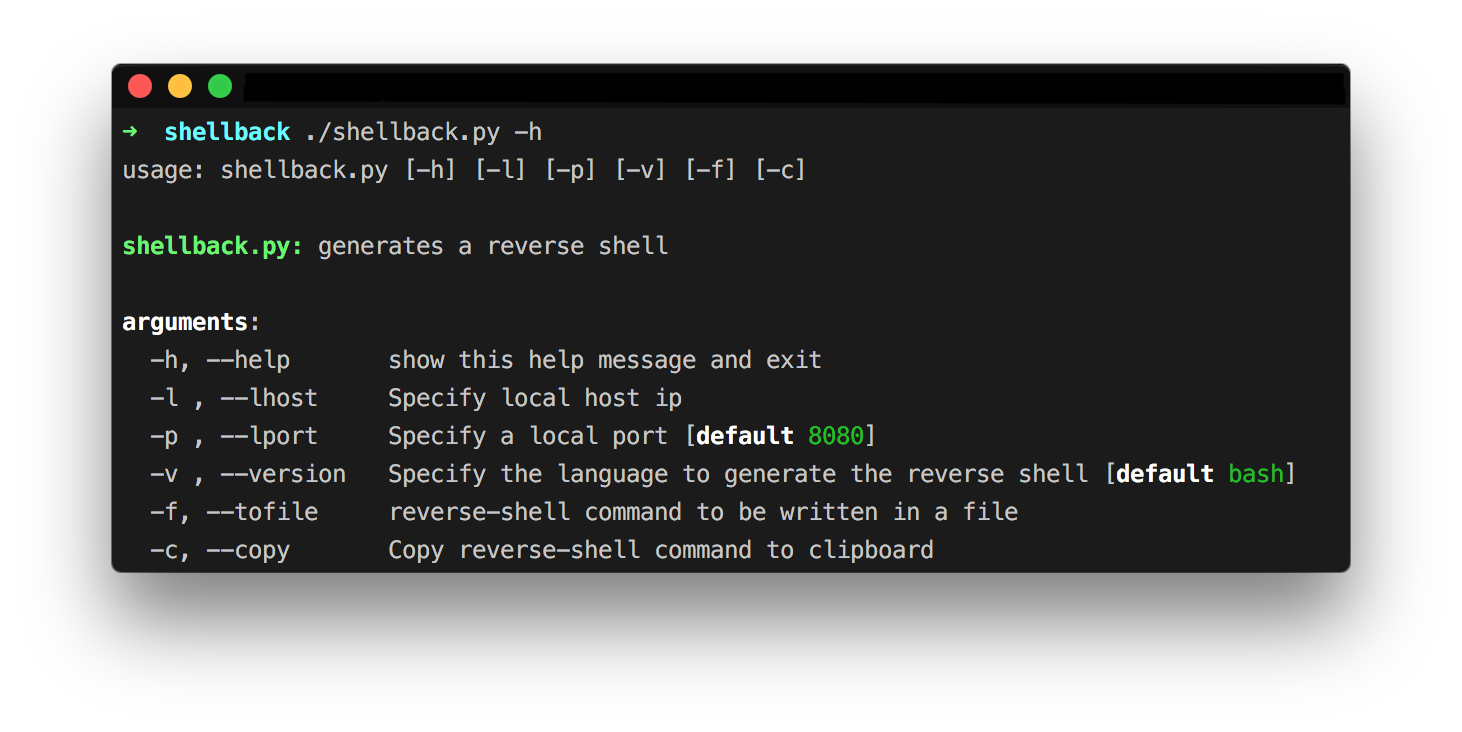 ➜ shellback ./shellback.py -h
usage: shellback.py [-h] [-l] [-p] [-v] [-f] [-c]
shellback.py: generates a reverse shell
arguments:
-h, --help show this help message and exit
-l , --lhost Specify local host ip
-p , --lport Specify a local port [default 8080]
-v , --version Specify the language to generate the reverse shell [default bash]
-f, --tofile reverse-shell command to be written in a file
-c, --copy Copy reverse-shell command to clipboard